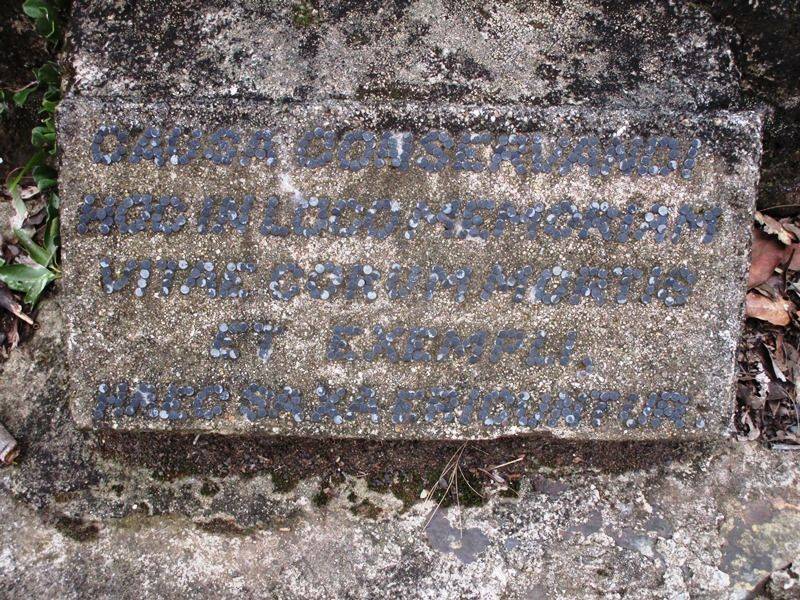 CAUSA CONSERVANDI
HOC IN LOCO MEMORIAM
VITAE EORUM MORTIS
ET EXEMPLI,
HAEC SAXA ERIGUNTUR.